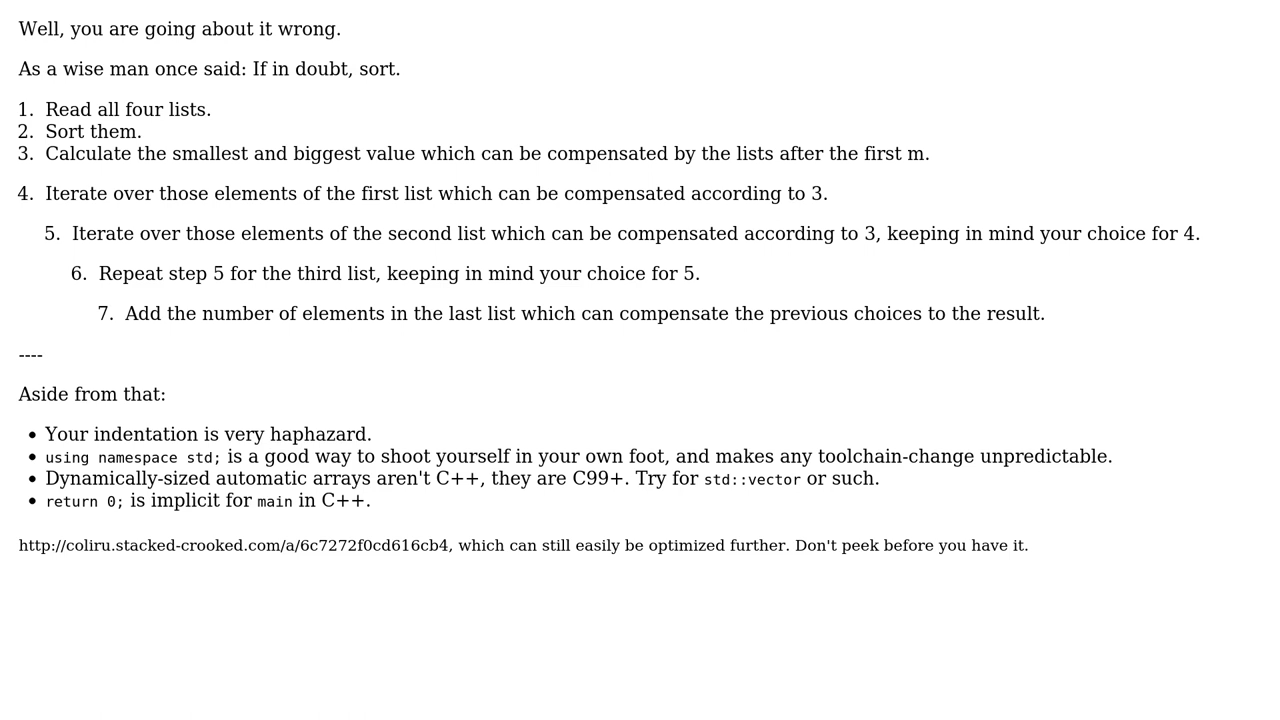 Well, you are going about it wrong.
As a wise man once said: If in doubt, sort.
1. Read all four lists.
2. Sort them.
3. Calculate the smallest and biggest value which can be compensated by the lists after the first m.
4. Iterate over those elements of the first list which can be compensated according to 3.
5. Iterate over those elements of the second list which can be compensated according to 3, keeping in mind your choice for 4.
6. Repeat step 5 for the third list, keeping in mind your choice for 5.
7. Add the number of elements in the last list which can compensate the previous choices to the result.
----
Aside from that:
• Your indentation is very haphazard.
• using namespace std; is a good way to shoot yourself in your own foot, and makes any toolchain-change unpredictable.
• Dynamically-sized automatic arrays aren't C++, they are C99+. Try for std::vector or such.
• return 0; is implicit for main in C++.
http://coliru.stacked-crooked.com/a/6c7272f0cd616cb4, which can still easily be optimized further. Don't peek before you have it.